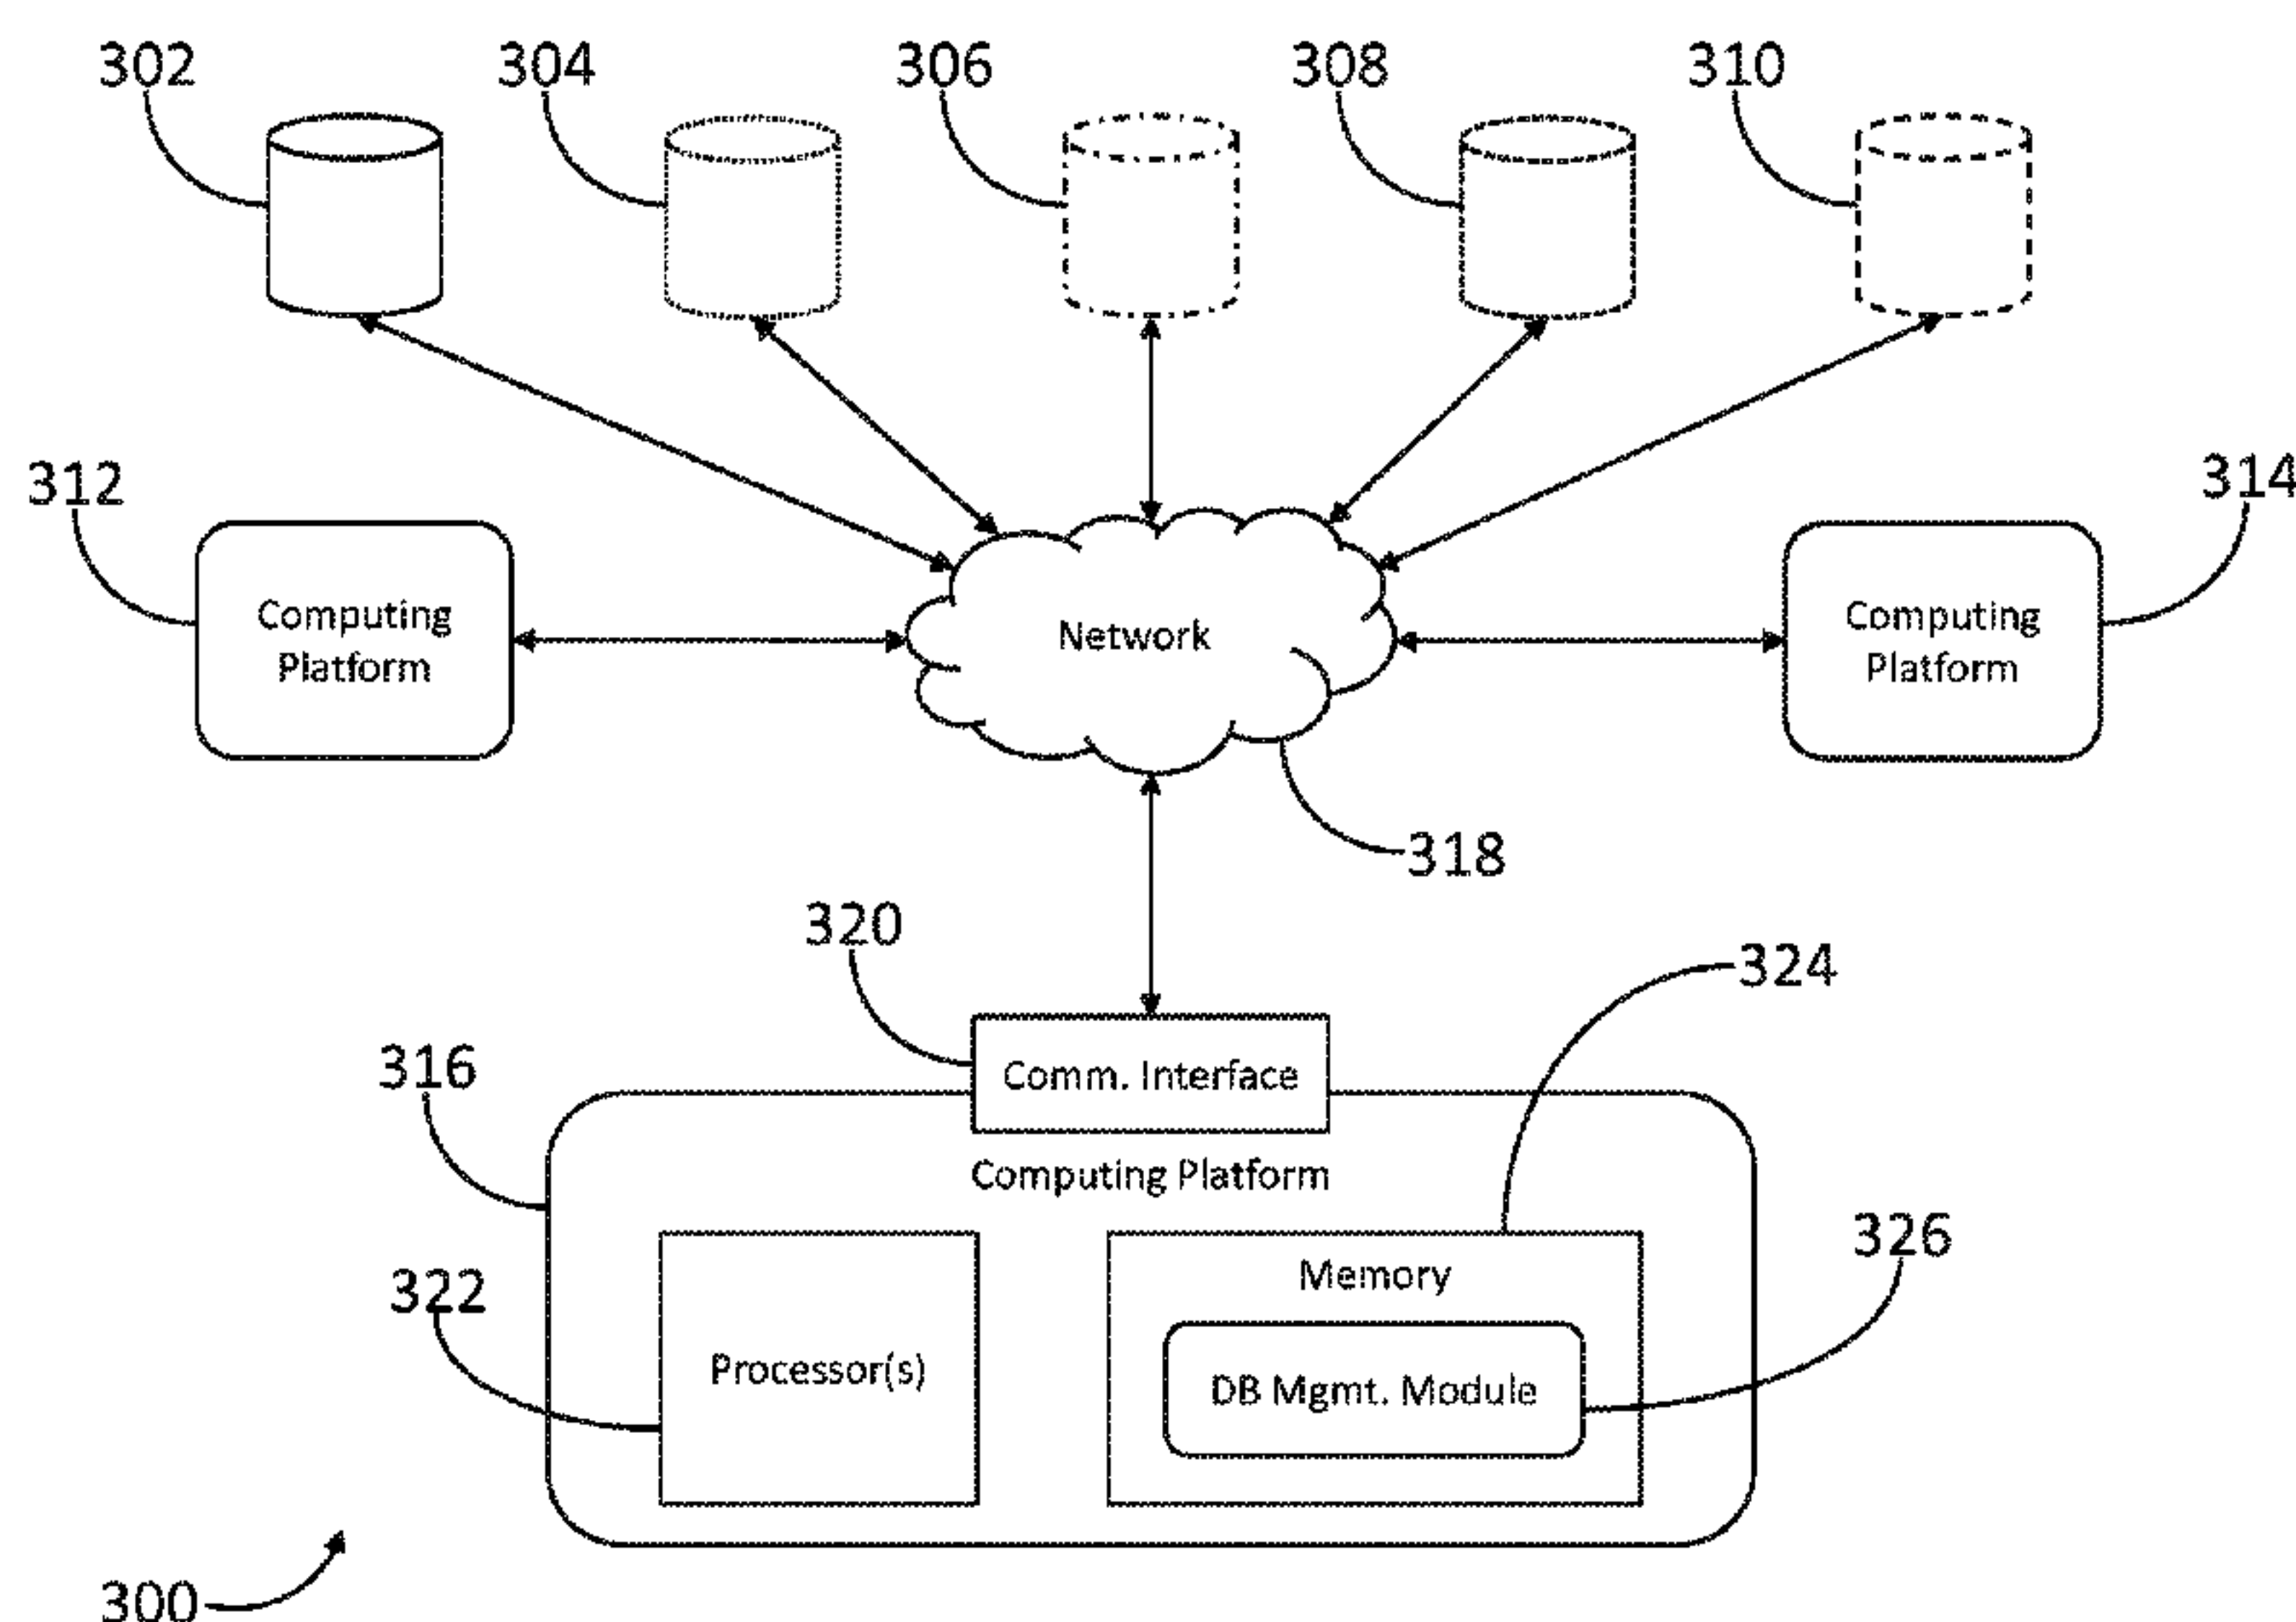 302
304
306
308
310
312
314
Computing
Platform
Network
Computing
Platform
318
320
324
316
Comm. Interface
Computing Platform
326
322
Memory
Processor(s)
DB Mgmt. Module
300